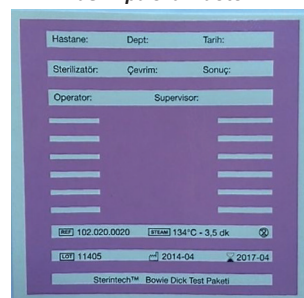 Hastane: Dept: Tarih:
Sterilizatör: Çevrim: Sonuç:
Operator: Supervisor:
REF 102.020.0020 STEAM 134°C - 3,5 dk
LOT 11405 2014-04 2017-04
Sterintech™ Bowie Dick Test Paketi